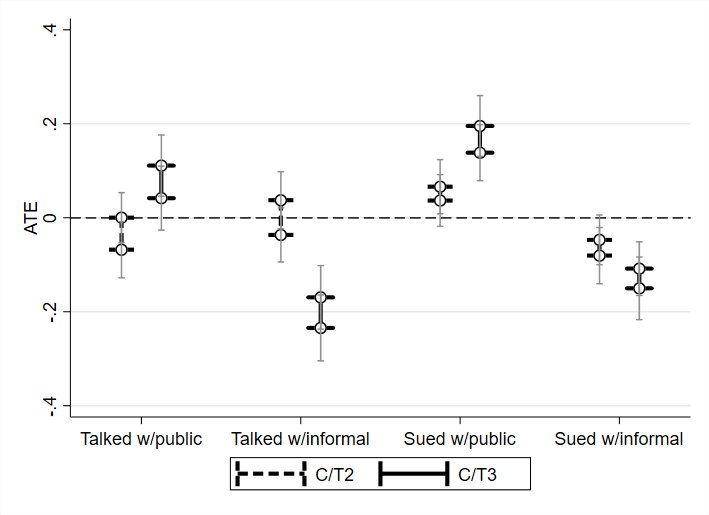 .4
.2
0
-.2
-.4
ATE
Talked w/public Talked w/informal Sued w/public Sued w/informal
C/T2 C/T3